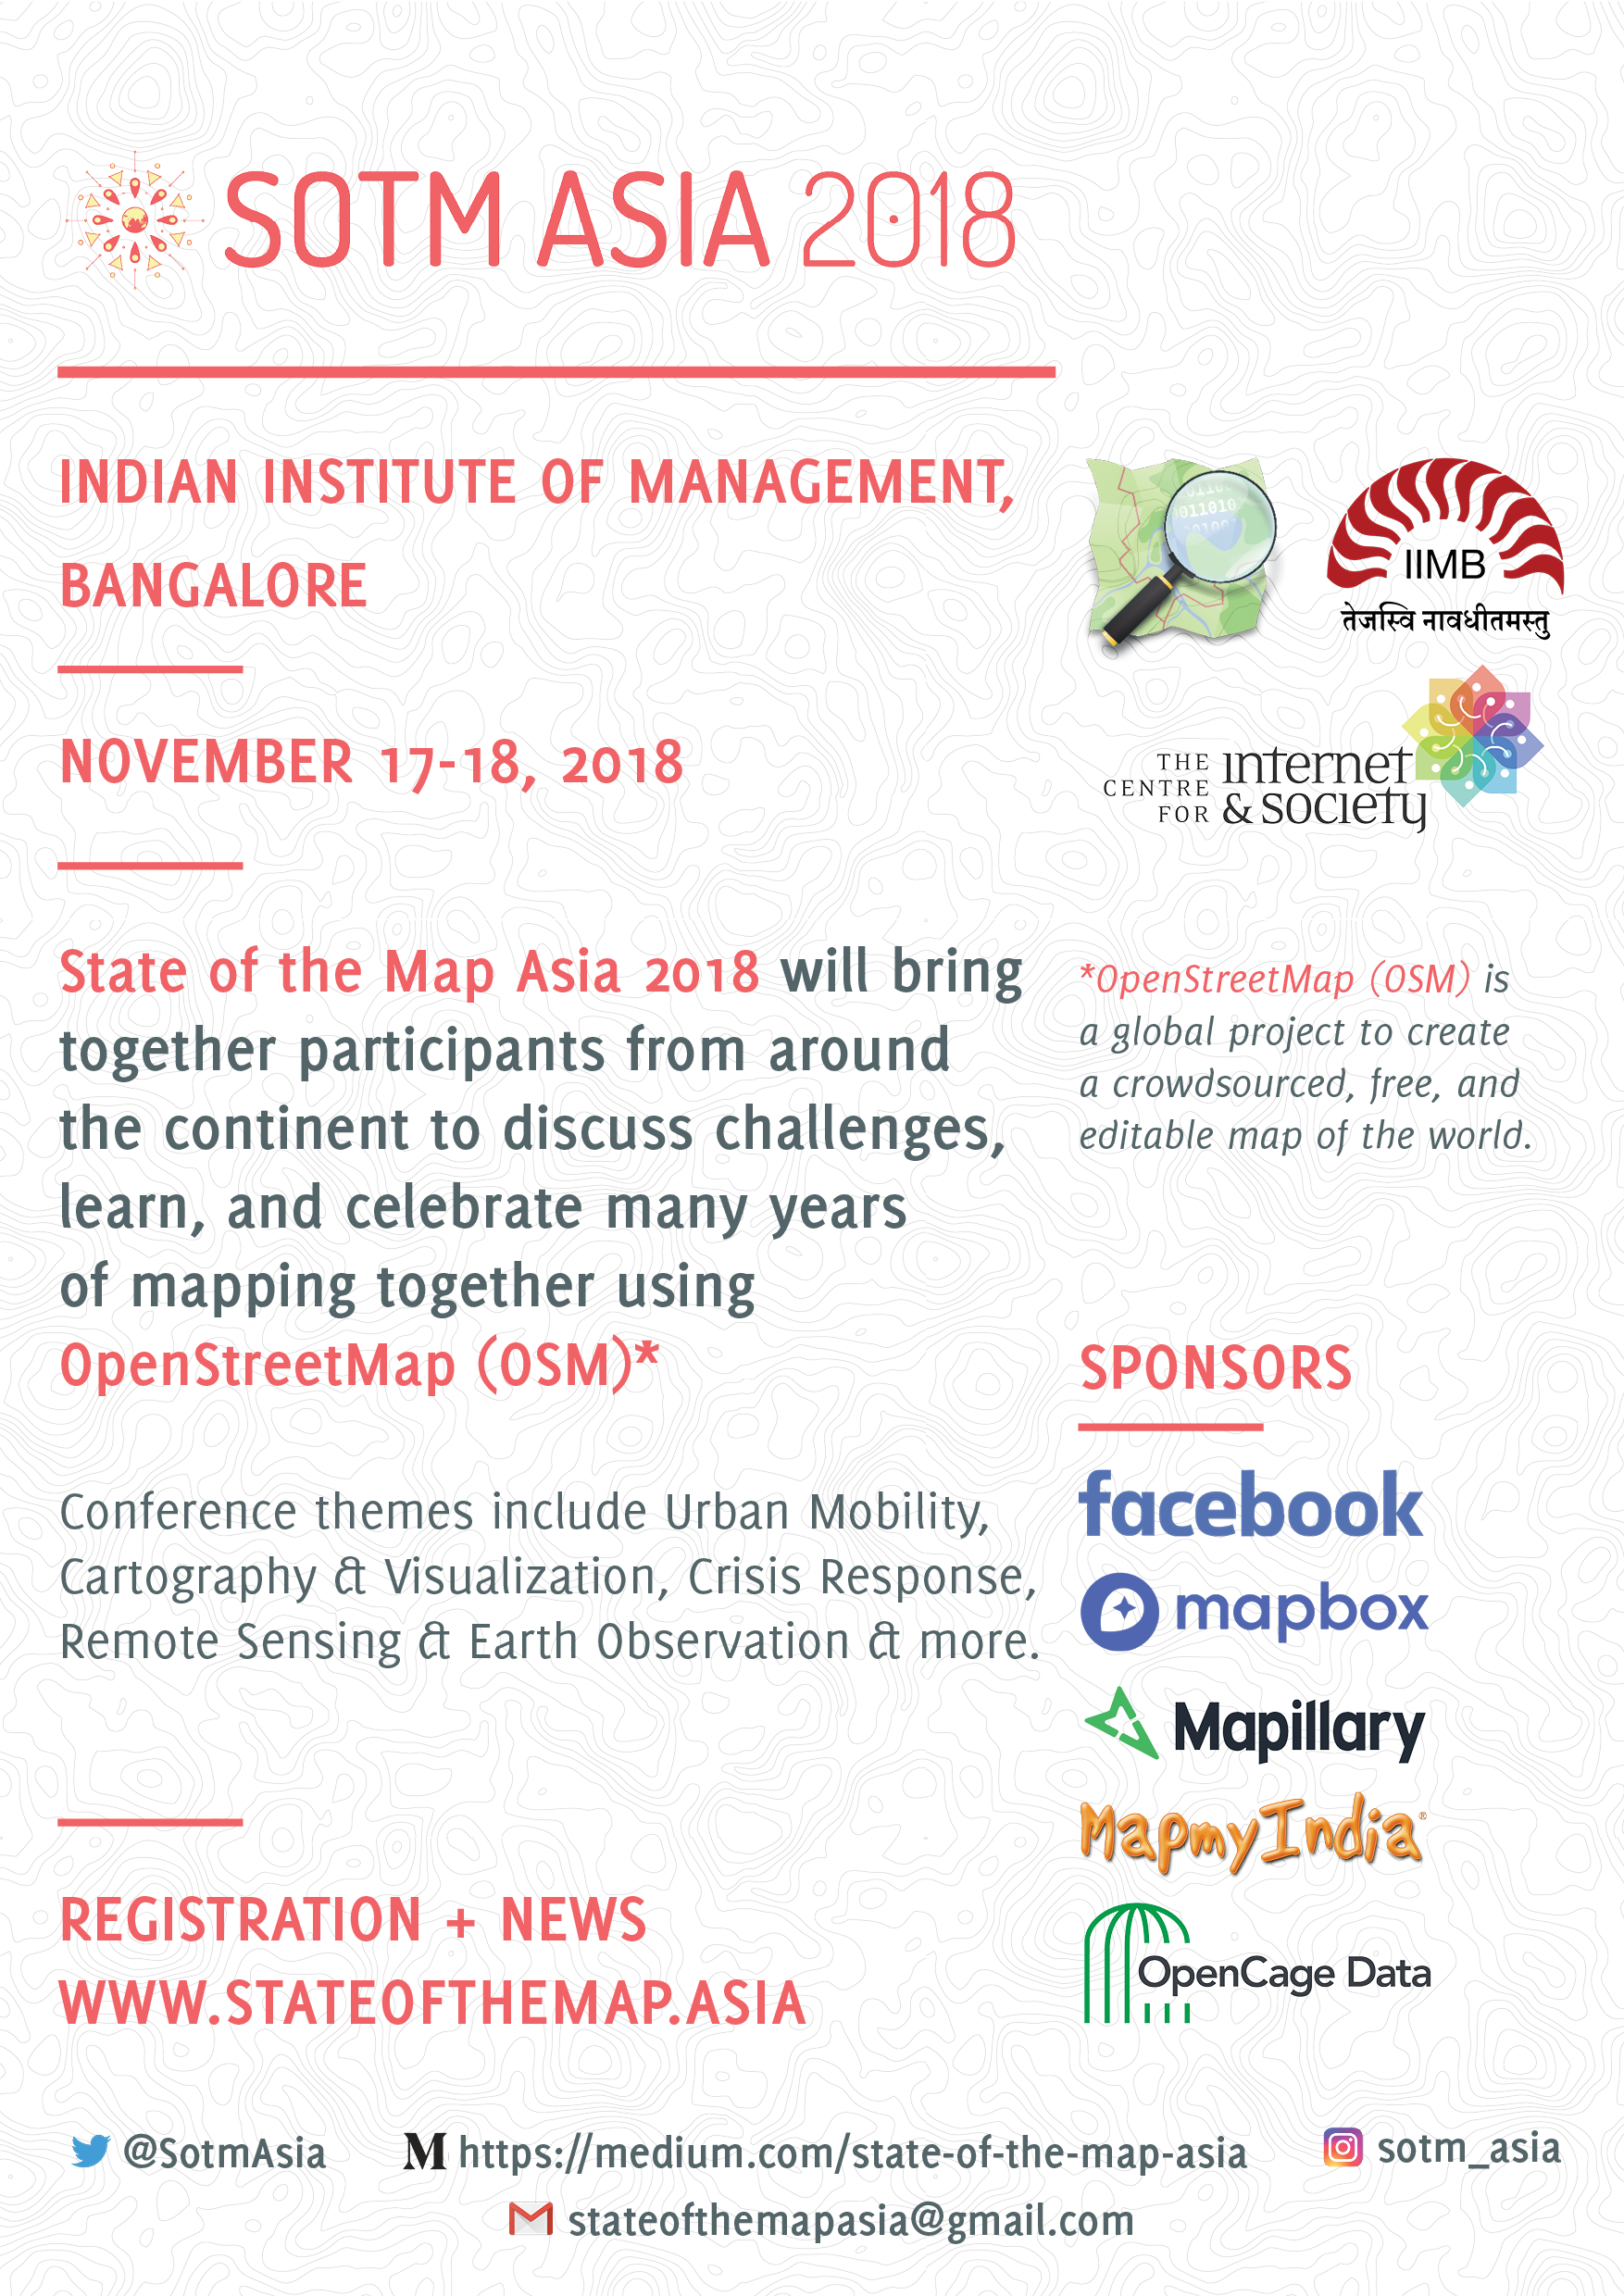 SOTM ASIA 2018
INDIAN INSTITUTE OF MANAGEMENT,
BANGALORE
NOVEMBER 17-18, 2018
011010
IIMB
तेजस्वि नावधीतमस्तु
THE
CENTRE
FOR
internet
& society
State of the Map Asia 2018 will bring
together participants from around
the continent to discuss challenges,
learn, and celebrate many years
of mapping together using
OpenStreetMap (OSM)*
Conference themes include Urban Mobility,
Cartography & Visualization, Crisis Response,
Remote Sensing & Earth Observation & more.
REGISTRATION + NEWS
WWW.STATEOFTHEMAP.ASIA
*OpenStreetMap (OSM) is
a global project to create
a crowdsourced, free, and
editable map of the world.
SPONSORS
facebook
mapbox
Mapillary
MapmyIndia®
OpenCage Data
@SotmAsia
M https://medium.com/state-of-the-map-asia
sotm_asia
stateofthemapasia@gmail.com